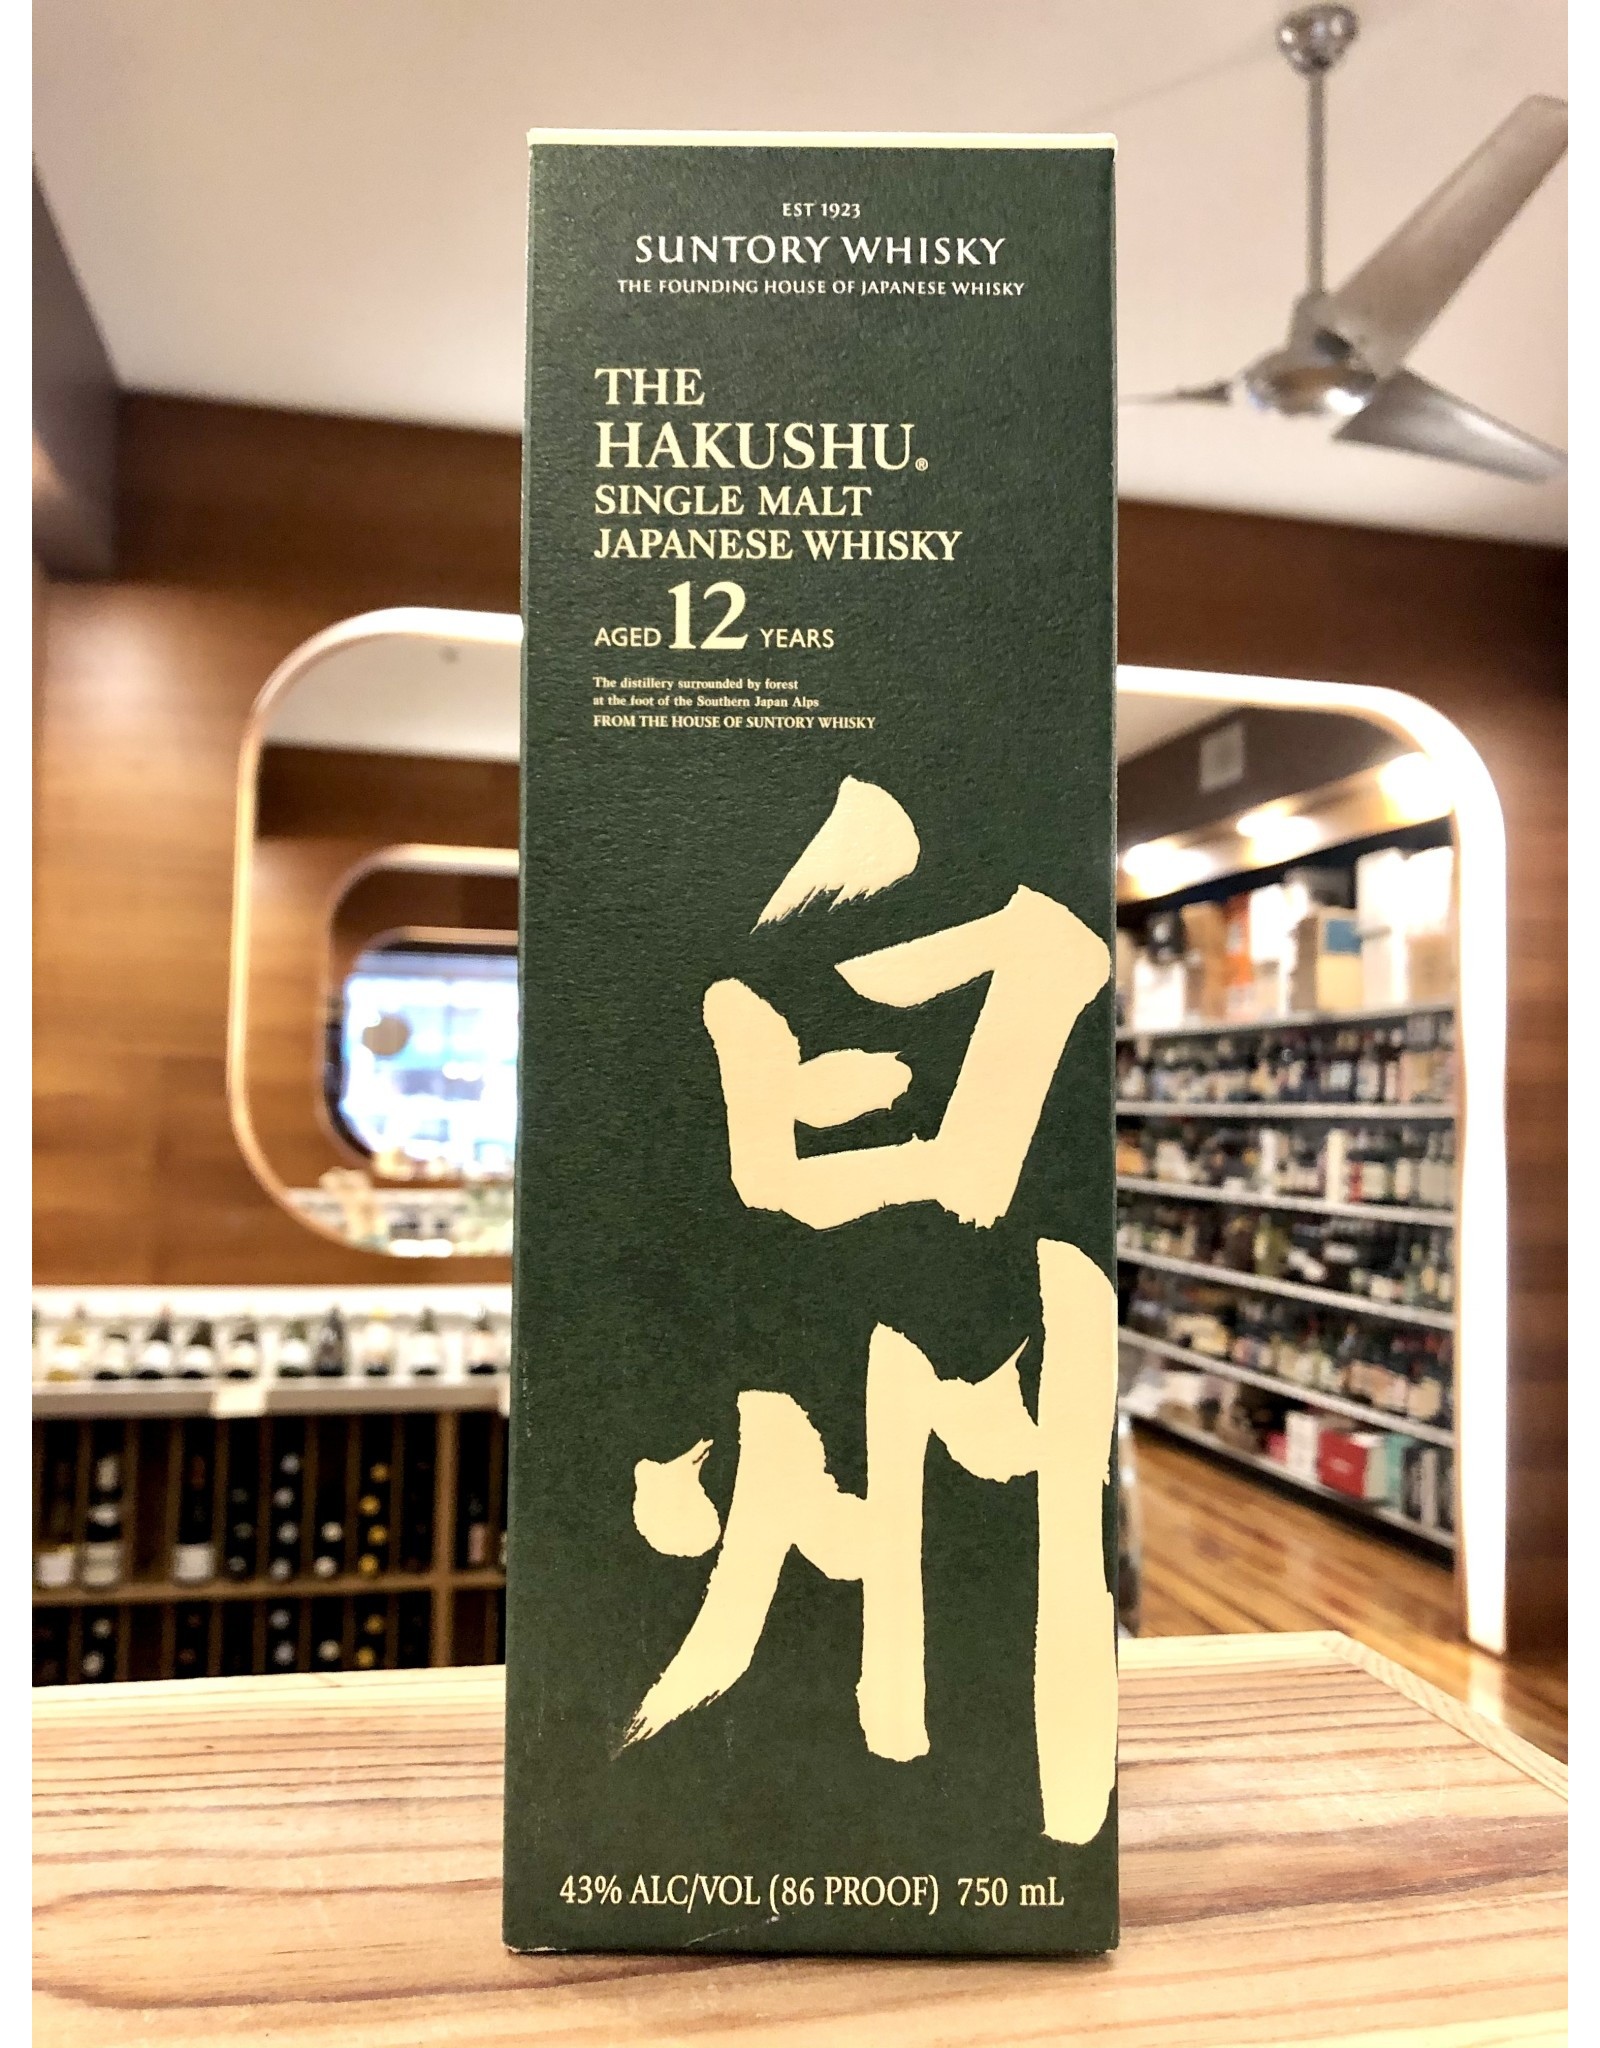 EST 1923
SUNTORY WHISKY
THE FOUNDING HOUSE OF JAPANESE WHISKY
THE
HAKUSHU®
SINGLE MALT
JAPANESE WHISKY
AGED 12 YEARS
The distillery surrounded by forest
at the foot of the Southern Japan Alps
FROM THE HOUSE OF SUNTORY WHISKY
白
州
43% ALC/VOL (86 PROOF) 750 mL